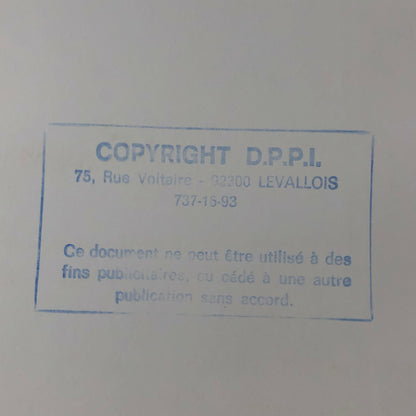 COPYRIGHT D.P.P.I.
75, Rue Voltaire - 92300 LEVALLOIS
737-16-93
Ce document ne peut être utilisé à des
fins publicitaires, ou cédé à une autre
publication sans accord.